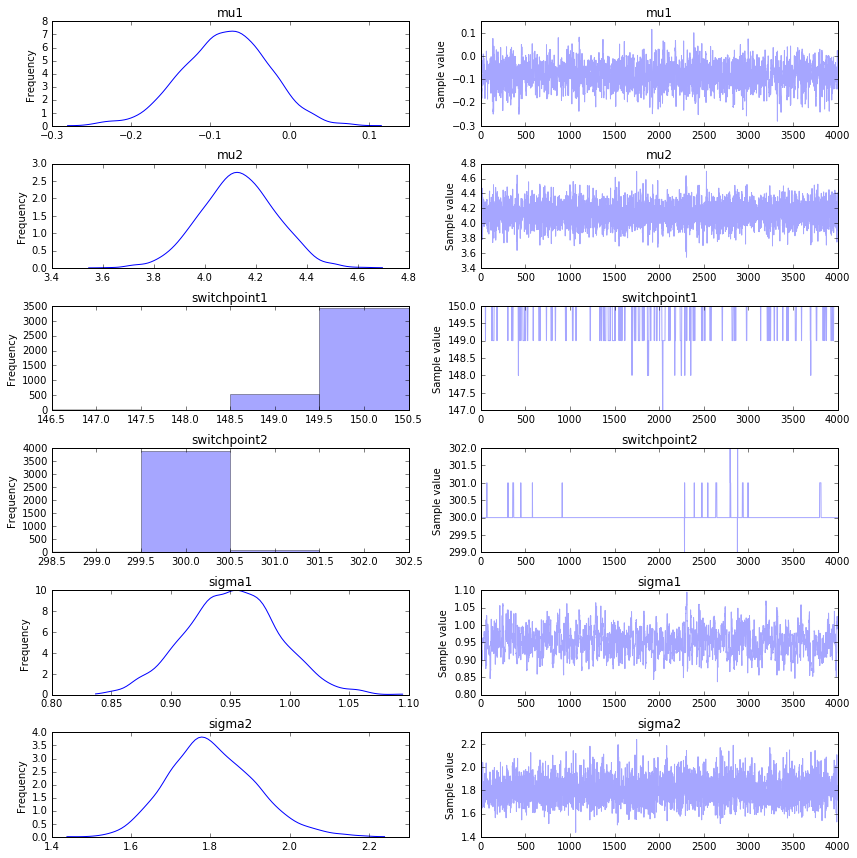 mu1
Frequency
8
7
6
5
4
3
2
1
0
−0.3 −0.2 −0.1 0.0 0.1
mu1
Sample value
0.1
0.0
−0.1
−0.2
−0.3
0 500 1000 1500 2000 2500 3000 3500 4000
mu2
Frequency
3.0
2.5
2.0
1.5
1.0
0.5
0.0
3.4 3.6 3.8 4.0 4.2 4.4 4.6 4.8
mu2
Sample value
4.8
4.6
4.4
4.2
4.0
3.8
3.6
3.4
0 500 1000 1500 2000 2500 3000 3500 4000
switchpoint1
Frequency
3500
3000
2500
2000
1500
1000
500
0
146.5 147.0 147.5 148.0 148.5 149.0 149.5 150.0 150.5
switchpoint1
Sample value
150.0
149.5
149.0
148.5
148.0
147.5
147.0
0 500 1000 1500 2000 2500 3000 3500 4000
switchpoint2
Frequency
4000
3500
3000
2500
2000
1500
1000
500
0
298.5 299.0 299.5 300.0 300.5 301.0 301.5 302.0 302.5
switchpoint2
Sample value
302.0
301.5
301.0
300.5
300.0
299.5
299.0
0 500 1000 1500 2000 2500 3000 3500 4000
sigma1
Frequency
10
8
6
4
2
0
0.80 0.85 0.90 0.95 1.00 1.05 1.10
sigma1
Sample value
1.10
1.05
1.00
0.95
0.90
0.85
0.80
0 500 1000 1500 2000 2500 3000 3500 4000
sigma2
Frequency
4.0
3.5
3.0
2.5
2.0
1.5
1.0
0.5
0.0
1.4 1.6 1.8 2.0 2.2
sigma2
Sample value
2.2
2.0
1.8
1.6
1.4
0 500 1000 1500 2000 2500 3000 3500 4000